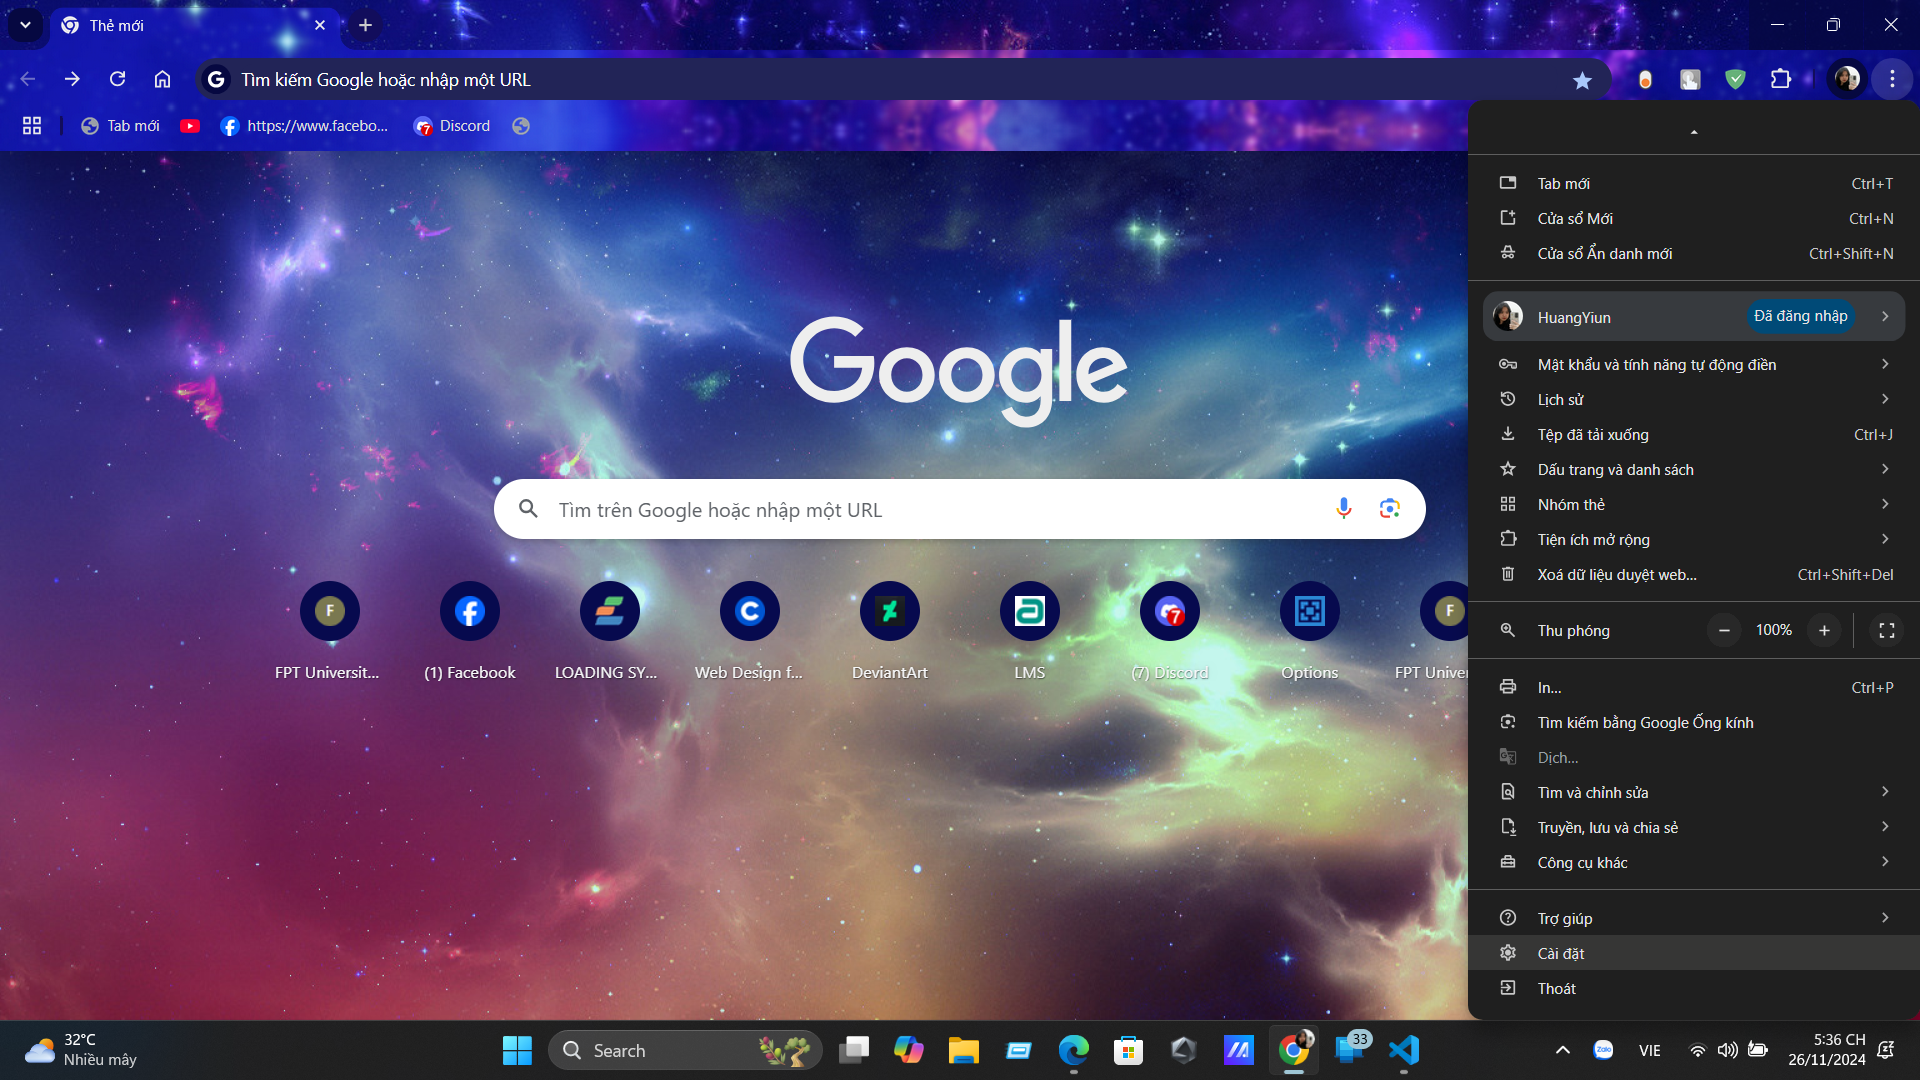 Thẻ mới
Tìm kiếm Google hoặc nhập một URL
Tab mới
https://www.facebo...
Discord
Google
Tìm trên Google hoặc nhập một URL
FPT Universit...
(1) Facebook
LOADING SY...
Web Design f...
DeviantArt
LMS
(7) Discord
Options
FPT Univer
Tab mới Ctrl+T
Cửa sổ Mới Ctrl+N
Cửa sổ Ẩn danh mới Ctrl+Shift+N
HuangYiun Đã đăng nhập
Mật khẩu và tính năng tự động điền
Lịch sử
Tệp đã tải xuống Ctrl+J
Dấu trang và danh sách
Nhóm thẻ
Tiện ích mở rộng
Xoá dữ liệu duyệt web... Ctrl+Shift+Del
Thu phóng 100%
In... Ctrl+P
Tìm kiếm bằng Google Ống kính
Dịch...
Tìm và chỉnh sửa
Truyền, lưu và chia sẻ
Công cụ khác
Trợ giúp
Cài đặt
Thoát
32°C
Nhiều mây
Search
33
Zalo
VIE
5:36 CH
26/11/2024